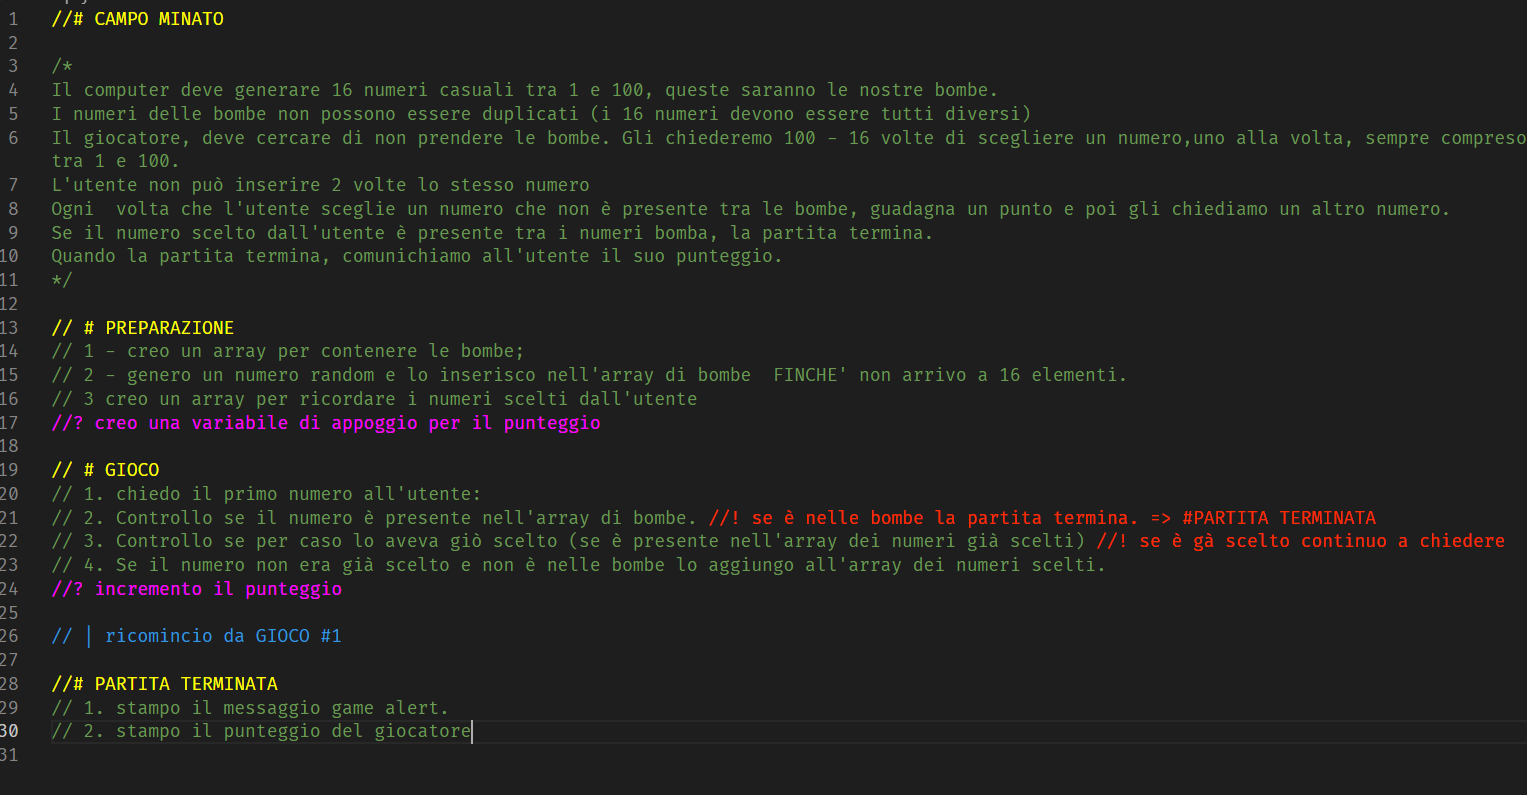 1 //# CAMPO MINATO
2
3 /*
4 Il computer deve generare 16 numeri casuali tra 1 e 100, queste saranno le nostre bombe.
5 I numeri delle bombe non possono essere duplicati (i 16 numeri devono essere tutti diversi)
6 Il giocatore, deve cercare di non prendere le bombe. Gli chiederemo 100 - 16 volte di scegliere un numero,uno alla volta, sempre compreso
tra 1 e 100.
7 L'utente non può inserire 2 volte lo stesso numero
8 Ogni  volta che l'utente sceglie un numero che non è presente tra le bombe, guadagna un punto e poi gli chiediamo un altro numero.
9 Se il numero scelto dall'utente è presente tra i numeri bomba, la partita termina.
10 Quando la partita termina, comunichiamo all'utente il suo punteggio.
11 */
12
13 // # PREPARAZIONE
14 // 1 - creo un array per contenere le bombe;
15 // 2 - genero un numero random e lo inserisco nell'array di bombe  FINCHE' non arrivo a 16 elementi.
16 // 3 creo un array per ricordare i numeri scelti dall'utente
17 //? creo una variabile di appoggio per il punteggio
18
19 // # GIOCO
20 // 1. chiedo il primo numero all'utente:
21 // 2. Controllo se il numero è presente nell'array di bombe. //! se è nelle bombe la partita termina. => #PARTITA TERMINATA
22 // 3. Controllo se per caso lo aveva giò scelto (se è presente nell'array dei numeri già scelti) //! se è gà scelto continuo a chiedere
23 // 4. Se il numero non era già scelto e non è nelle bombe lo aggiungo all'array dei numeri scelti.
24 //? incremento il punteggio
25
26 // | ricomincio da GIOCO #1
27
28 //# PARTITA TERMINATA
29 // 1. stampo il messaggio game alert.
30 // 2. stampo il punteggio del giocatore
31